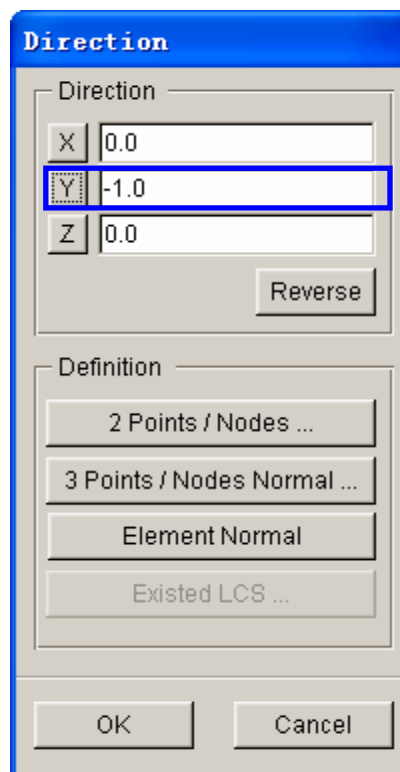 Direction
Direction
X 0.0
Y -1.0
Z 0.0
Reverse
Definition
2 Points / Nodes ...
3 Points / Nodes Normal ...
Element Normal
Existed LCS ...
OK Cancel